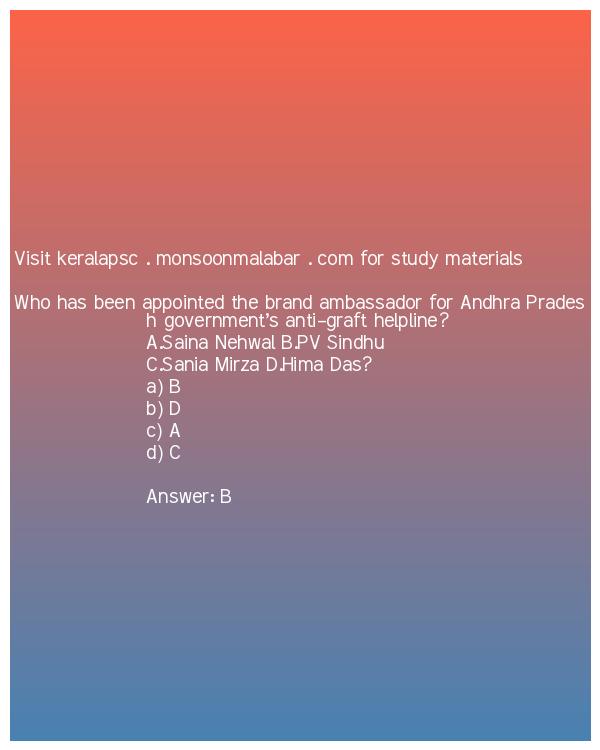 Visit keralapsc . monsoonmalabar . com for study materials
Who has been appointed the brand ambassador for Andhra Prades
h government's anti-graft helpline?
A.Saina Nehwal B.PV Sindhu
C.Sania Mirza D.Hima Das?
a) B
b) D
c) A
d) C
Answer: B